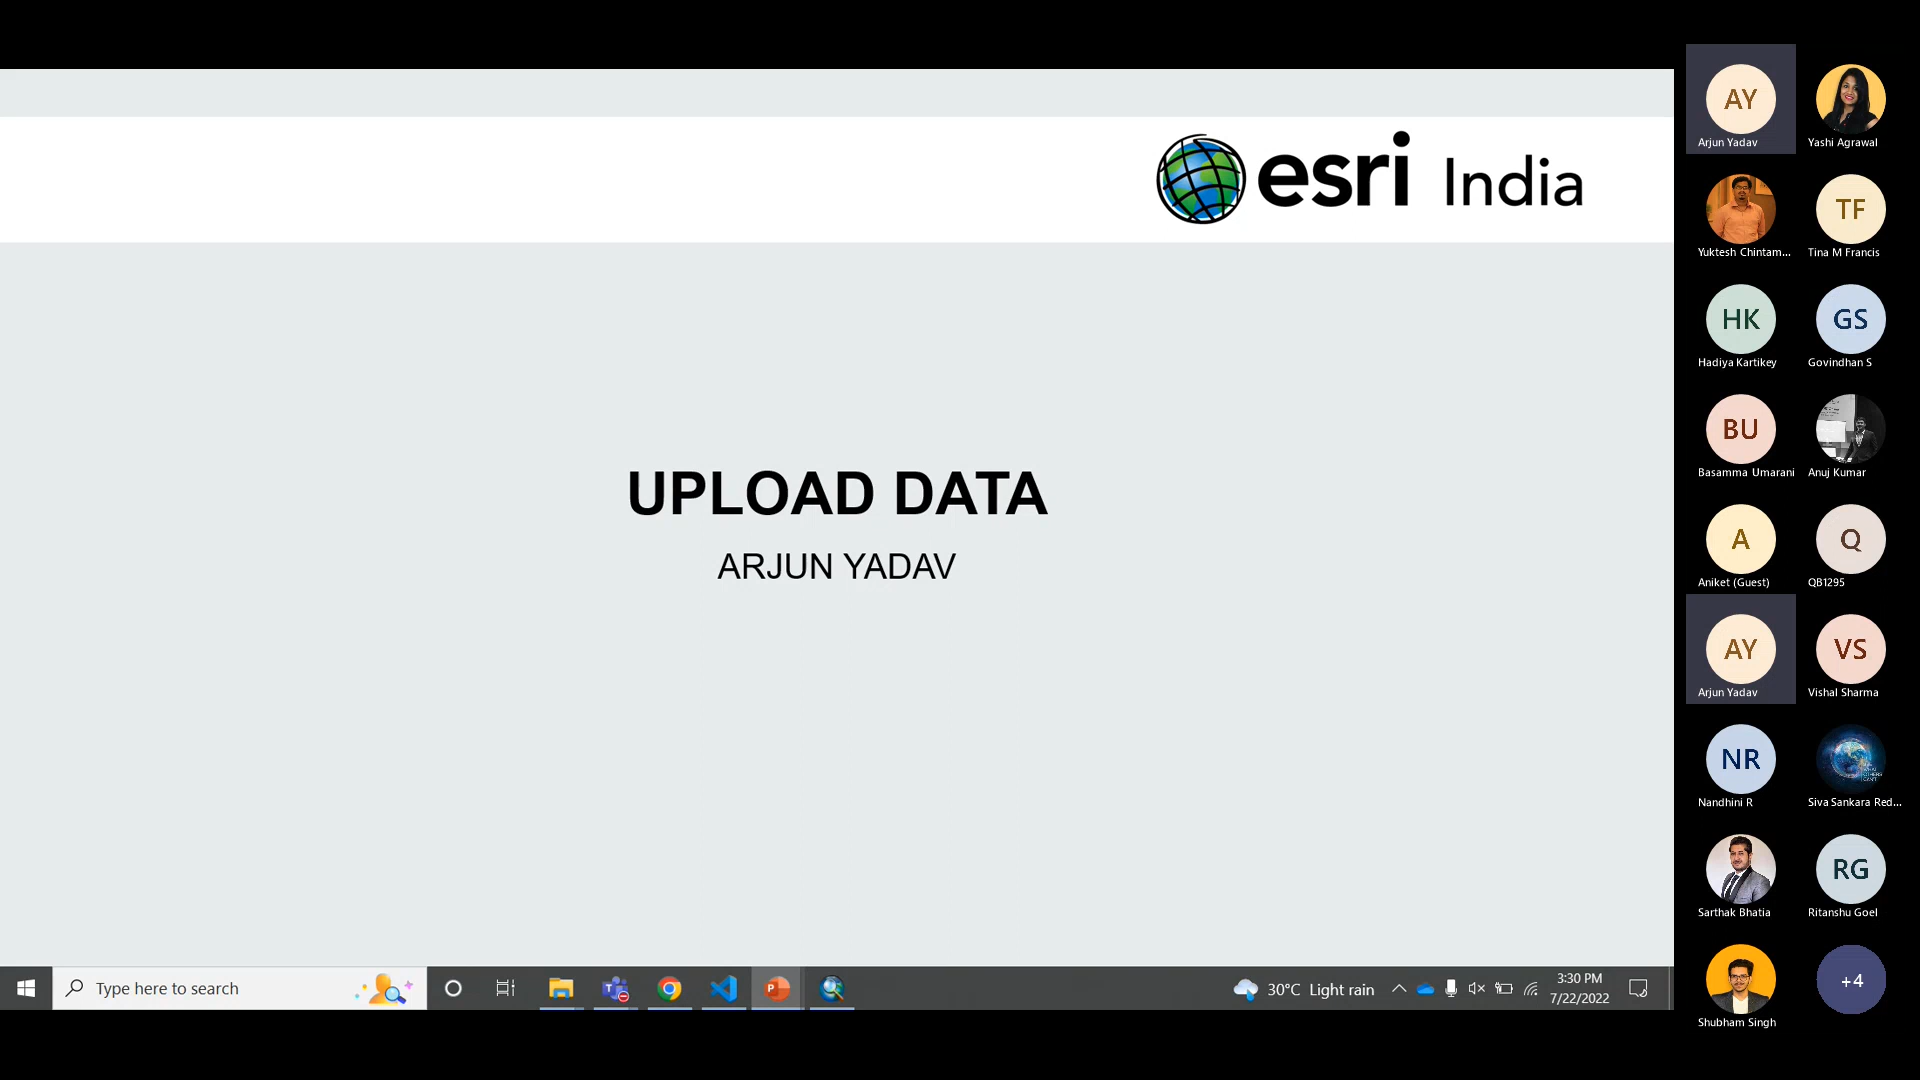 esri India
UPLOAD DATA
ARJUN YADAV
Type here to search
30°C Light rain
3:30 PM
7/22/2022
AY
Arjun Yadav
Yashi Agrawal
Yuktesh Chintam...
TF
Tina M Francis
HK
Hadiya Kartikey
GS
Govindhan S
BU
Basamma Umarani
Anuj Kumar
A
Aniket (Guest)
Q
QB1295
AY
Arjun Yadav
VS
Vishal Sharma
NR
Nandhini R
Siva Sankara Red...
Sarthak Bhatia
RG
Ritanshu Goel
Shubham Singh
+4